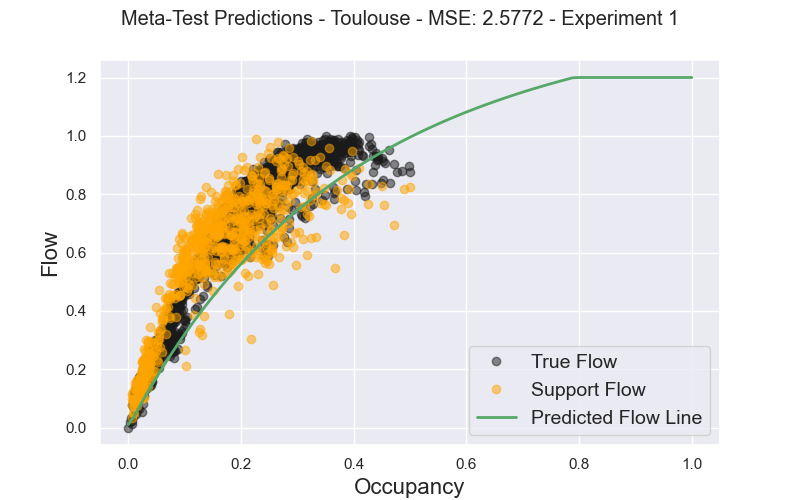 Meta-Test Predictions - Toulouse - MSE: 2.5772 - Experiment 1
1.2
1.0
0.8
0.6
0.4
0.2
0.0
Flow
True Flow
Support Flow
Predicted Flow Line
0.0 0.2 0.4 0.6 0.8 1.0
Occupancy